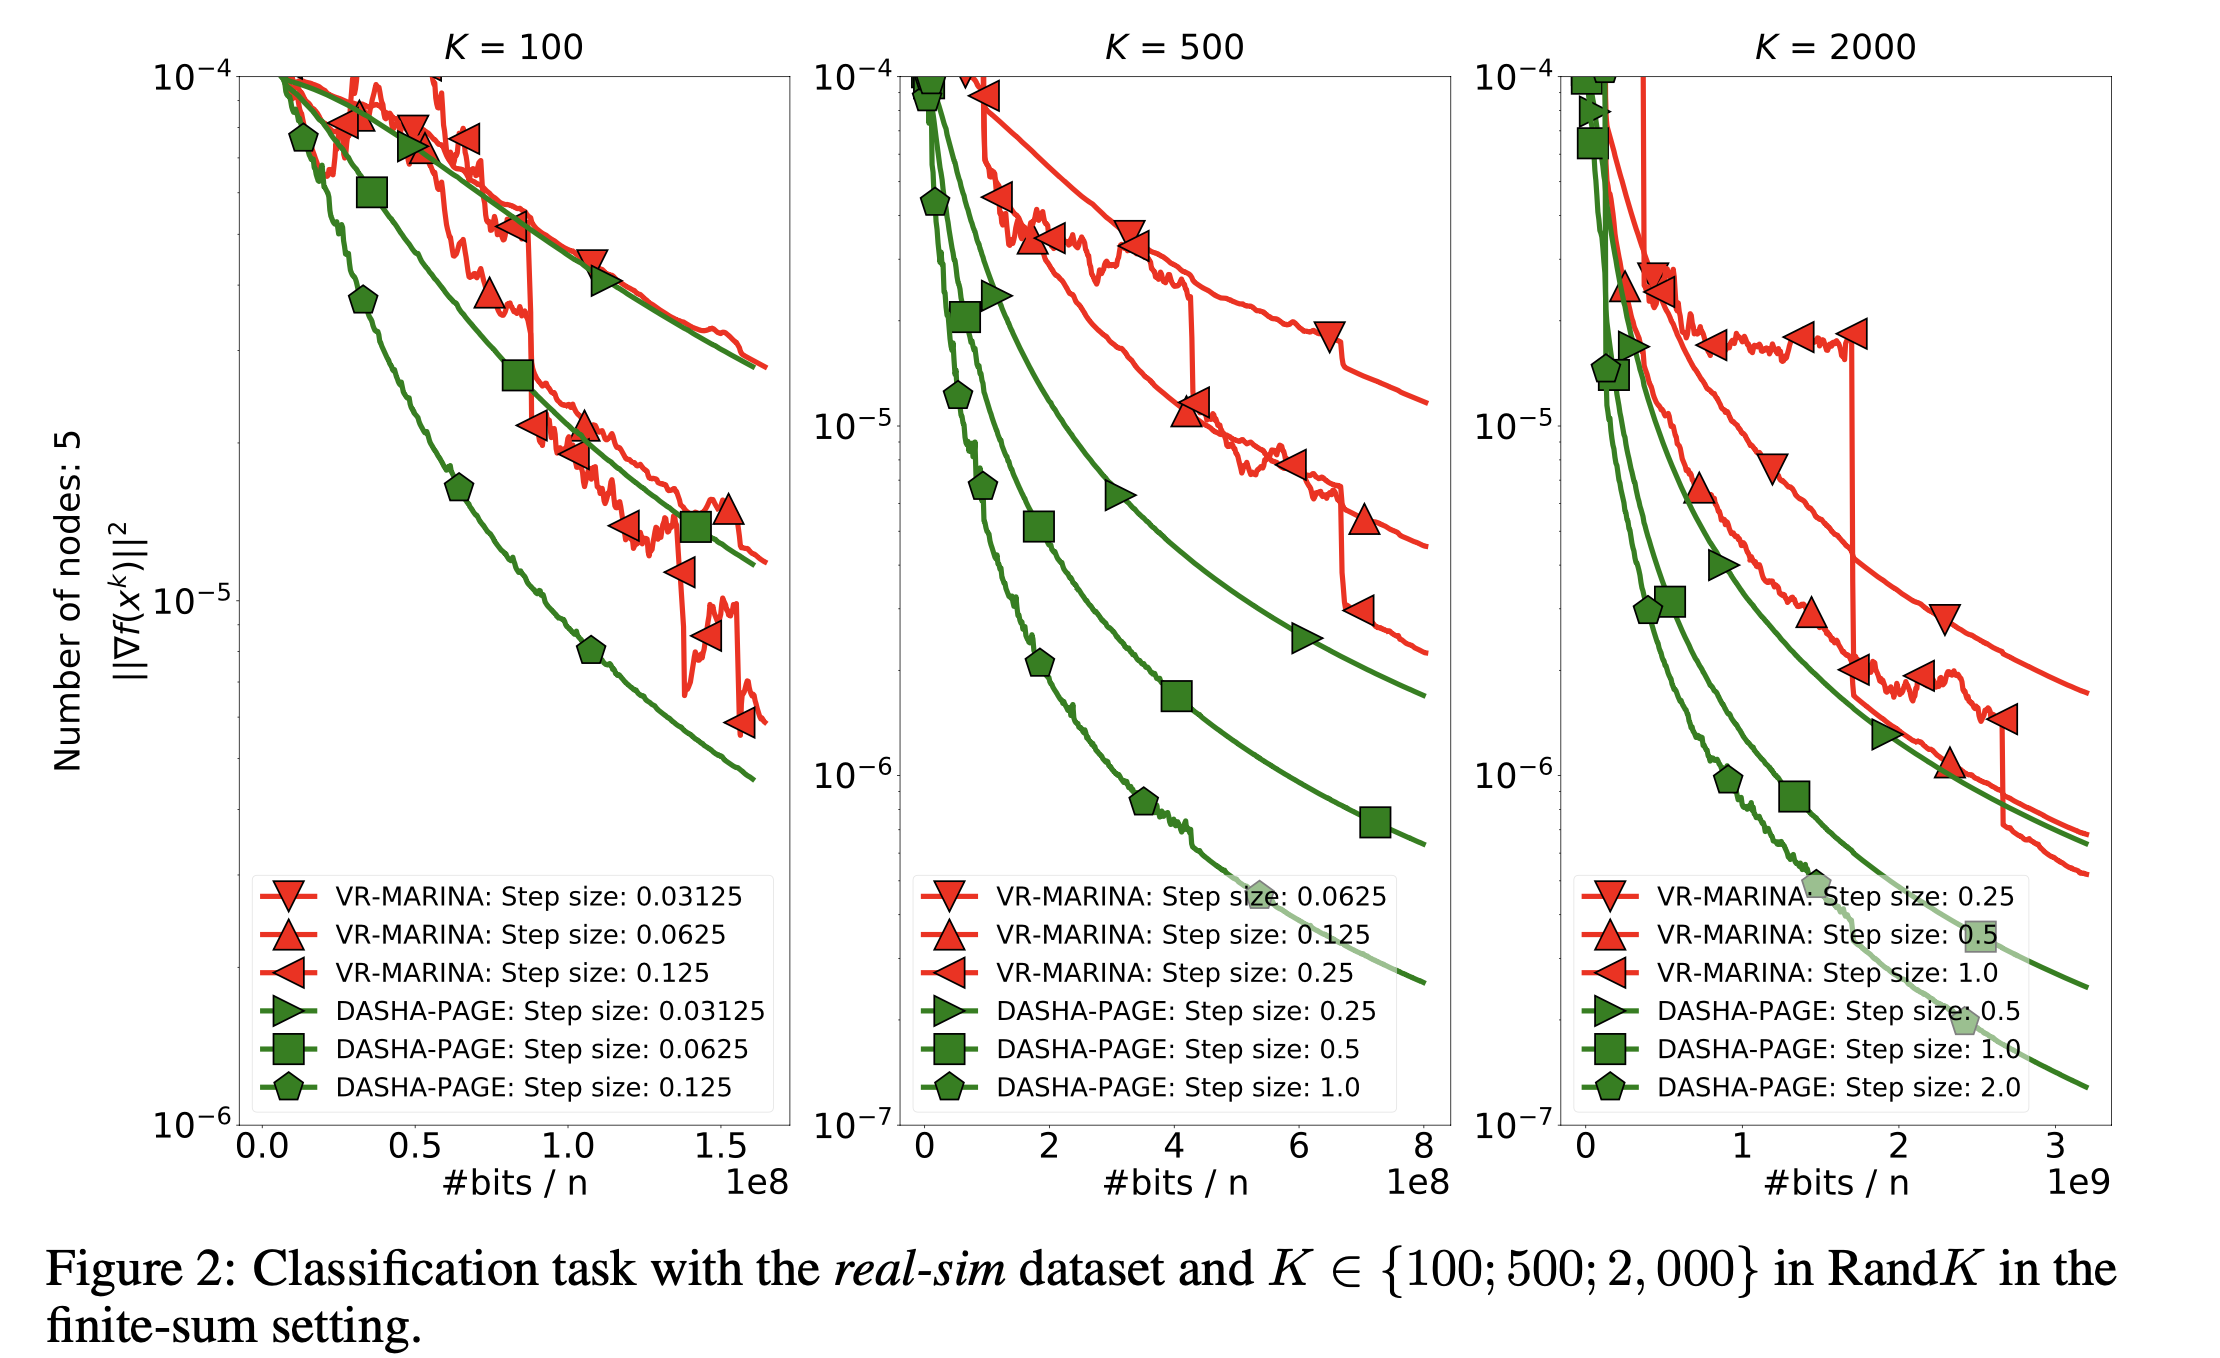 K = 100
K = 500
K = 2000
Number of nodes: 5
||∇f(x^k)||^2
10^−4
10^−5
10^−6
VR-MARINA: Step size: 0.03125
VR-MARINA: Step size: 0.0625
VR-MARINA: Step size: 0.125
DASHA-PAGE: Step size: 0.03125
DASHA-PAGE: Step size: 0.0625
DASHA-PAGE: Step size: 0.125
0.0 0.5 1.0 1.5
#bits / n
1e8
10^−4
10^−5
10^−6
10^−7
VR-MARINA: Step size: 0.0625
VR-MARINA: Step size: 0.125
VR-MARINA: Step size: 0.25
DASHA-PAGE: Step size: 0.25
DASHA-PAGE: Step size: 0.5
DASHA-PAGE: Step size: 1.0
0 2 4 6 8
#bits / n
1e8
10^−4
10^−5
10^−6
10^−7
VR-MARINA: Step size: 0.25
VR-MARINA: Step size: 0.5
VR-MARINA: Step size: 1.0
DASHA-PAGE: Step size: 0.5
DASHA-PAGE: Step size: 1.0
DASHA-PAGE: Step size: 2.0
0 1 2 3
#bits / n
1e9
Figure 2: Classification task with the real-sim dataset and K ∈ {100; 500; 2, 000} in RandK in the
finite-sum setting.